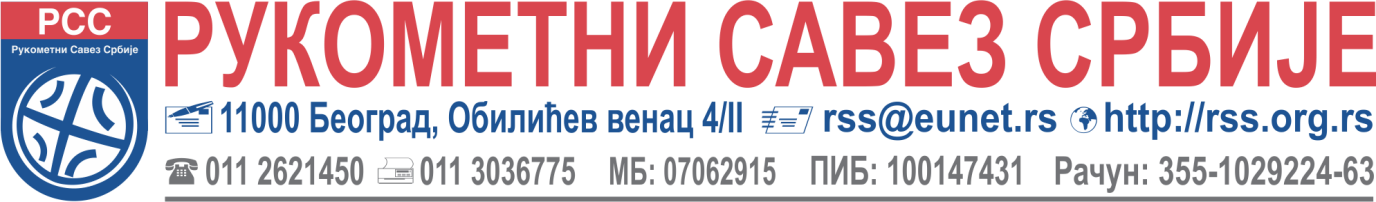 РСС
Рукометни Савез Србије
РУКОМЕТНИ САВЕЗ СРБИЈЕ
11000 Београд, Обилићев венац 4/II rss@eunet.rs http://rss.org.rs
011 2621450 011 3036775 МБ: 07062915 ПИБ: 100147431 Рачун: 355-1029224-63